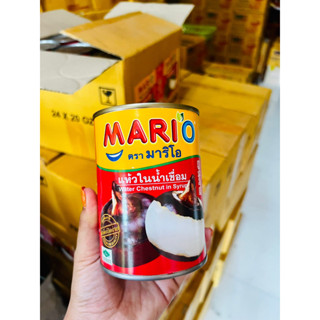 24 X 20 OZ
MARIO
ตรา มาริโอ
แห้วในน้ำเชื่อม
Water Chestnut in Syrup